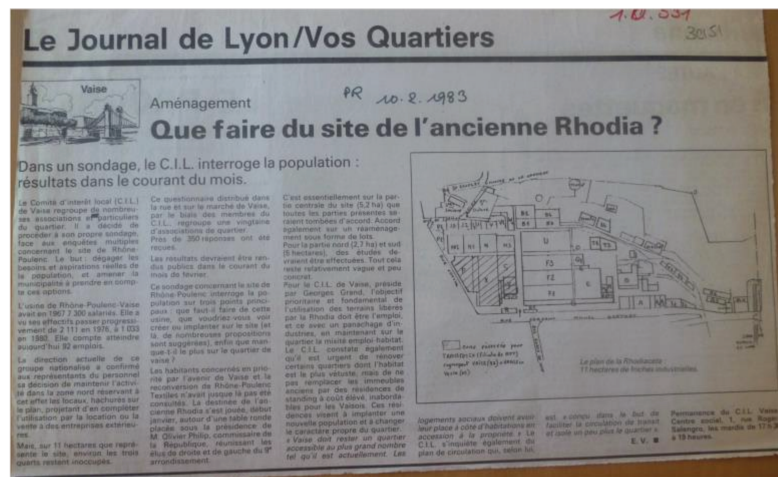 Le Journal de Lyon/Vos Quartiers
PR 10.2.1983
Vaise
Aménagement
Que faire du site de l'ancienne Rhodia ?
Dans un sondage, le C.I.L. interroge la population :
résultats dans le courant du mois.
Le Comité d'intérêt local (C.I.L.)
de Vaise regroupe de nombreu-
ses associations et particuliers
du quartier. Il a décidé de
procéder à son propre sondage,
face aux enquêtes multiples
concernant le site de Rhône-
Poulenc. Le but : dégager les
besoins et aspirations réelles de
la population, et amener la
municipalité à prendre en comp-
te ces options.
L'usine de Rhône-Poulenc-Vaise
avait en 1967 7 300 salariés. Elle a
vu ses effectifs passer progressi-
vement de 2 111 en 1976, à 1 033
en 1980. Elle compte atteindre
aujourd'hui 92 emplois.
La direction actuelle de ce
groupe nationalisé a confirmé
aux représentants du personnel
sa décision de maintenir l'activi-
té dans la zone nord réservant à
cet effet les locaux, hachurés sur
le plan, projetant d'en compléter
l'utilisation par la location ou la
vente à des entreprises extérieu-
res.
Mais, sur 11 hectares que repré-
sente le site, environ les trois
quarts restent inoccupés.
Ce questionnaire distribué dans
la rue et sur le marché de Vaise,
par le biais des membres du
C.I.L. regroupe une vingtaine
d'associations de quartier.
Près de 350 réponses ont été
reçues.
Les résultats devraient être ren-
dus publics dans le courant du
mois de février.
Ce sondage concernant le site de
Rhône-Poulenc interroge la po-
pulation sur trois points princi-
paux : que faut-il faire de cette
usine, que voudriez-vous voir
créer ou implanter sur le site (et
là, de nombreuses propositions
sont suggérées), enfin que man-
que-t-il le plus sur le quartier de
vaise ?
Les habitants concernés en prio-
rité par l'avenir de Vaise et la
reconversion de Rhône-Poulenc
Textiles n'avait jusque là pas été
consultés. La destinée de l'an-
cienne Rhodia s'est jouée, début
janvier, autour d'une table ronde
placée sous la présidence de
M. Olivier Philip, commissaire de
la République, réunissant les
élus de droite et de gauche du 9e
arrondissement.
C'est essentiellement sur la par-
tie centrale du site (5,2 ha) que
toutes les parties présentes se-
raient tombées d'accord. Accord
également sur un réaménage-
ment sous forme de lots.
Pour la partie nord (2,7 ha) et sud
des études de-
vraient être effectuées. Tout cela
reste relativement vague et peu
concret.
Pour le C.I.L. de Vaise, présidé
par Georges Grand, l'objectif
prioritaire et fondamental de
l'utilisation des terrains libérés
par la Rhodia doit être l'emploi,
et ce avec un panachage d'in-
dustries, en maintenant sur le
quartier la mixité emploi habitat.
Le C.I.L. constate également
qu'il est urgent de rénover
certains quartiers dont l'habitat
est le plus vétuste, mais de ne
pas remplacer les immeubles
anciens par des résidences de
standing à coût élevé, inaborda-
bles pour les Vaisois. Ces rési-
dences visent à implanter une
nouvelle population et à changer
le caractère propre du quartier.
« Vaise doit rester un quartier
accessible au plus grand nombre
tel qu'il est actuellement. Les
Le plan de la Rhodiaceta :
11 hectares de friches industrielles.
logements sociaux doivent avoir
leur place à côté d'habitations en
accession à la propriété » Le
C.I.L. s'inquiète également du
plan de circulation qui, selon lui,
est « conçu dans le but de
faciliter la circulation de transit
et isole un peu plus le quartier ».
E. V. ■
Permanence du C.I.L. Vaise
Centre social, 1, rue Roger
Salengro, les mardis de 17 h 30
à 19 heures.